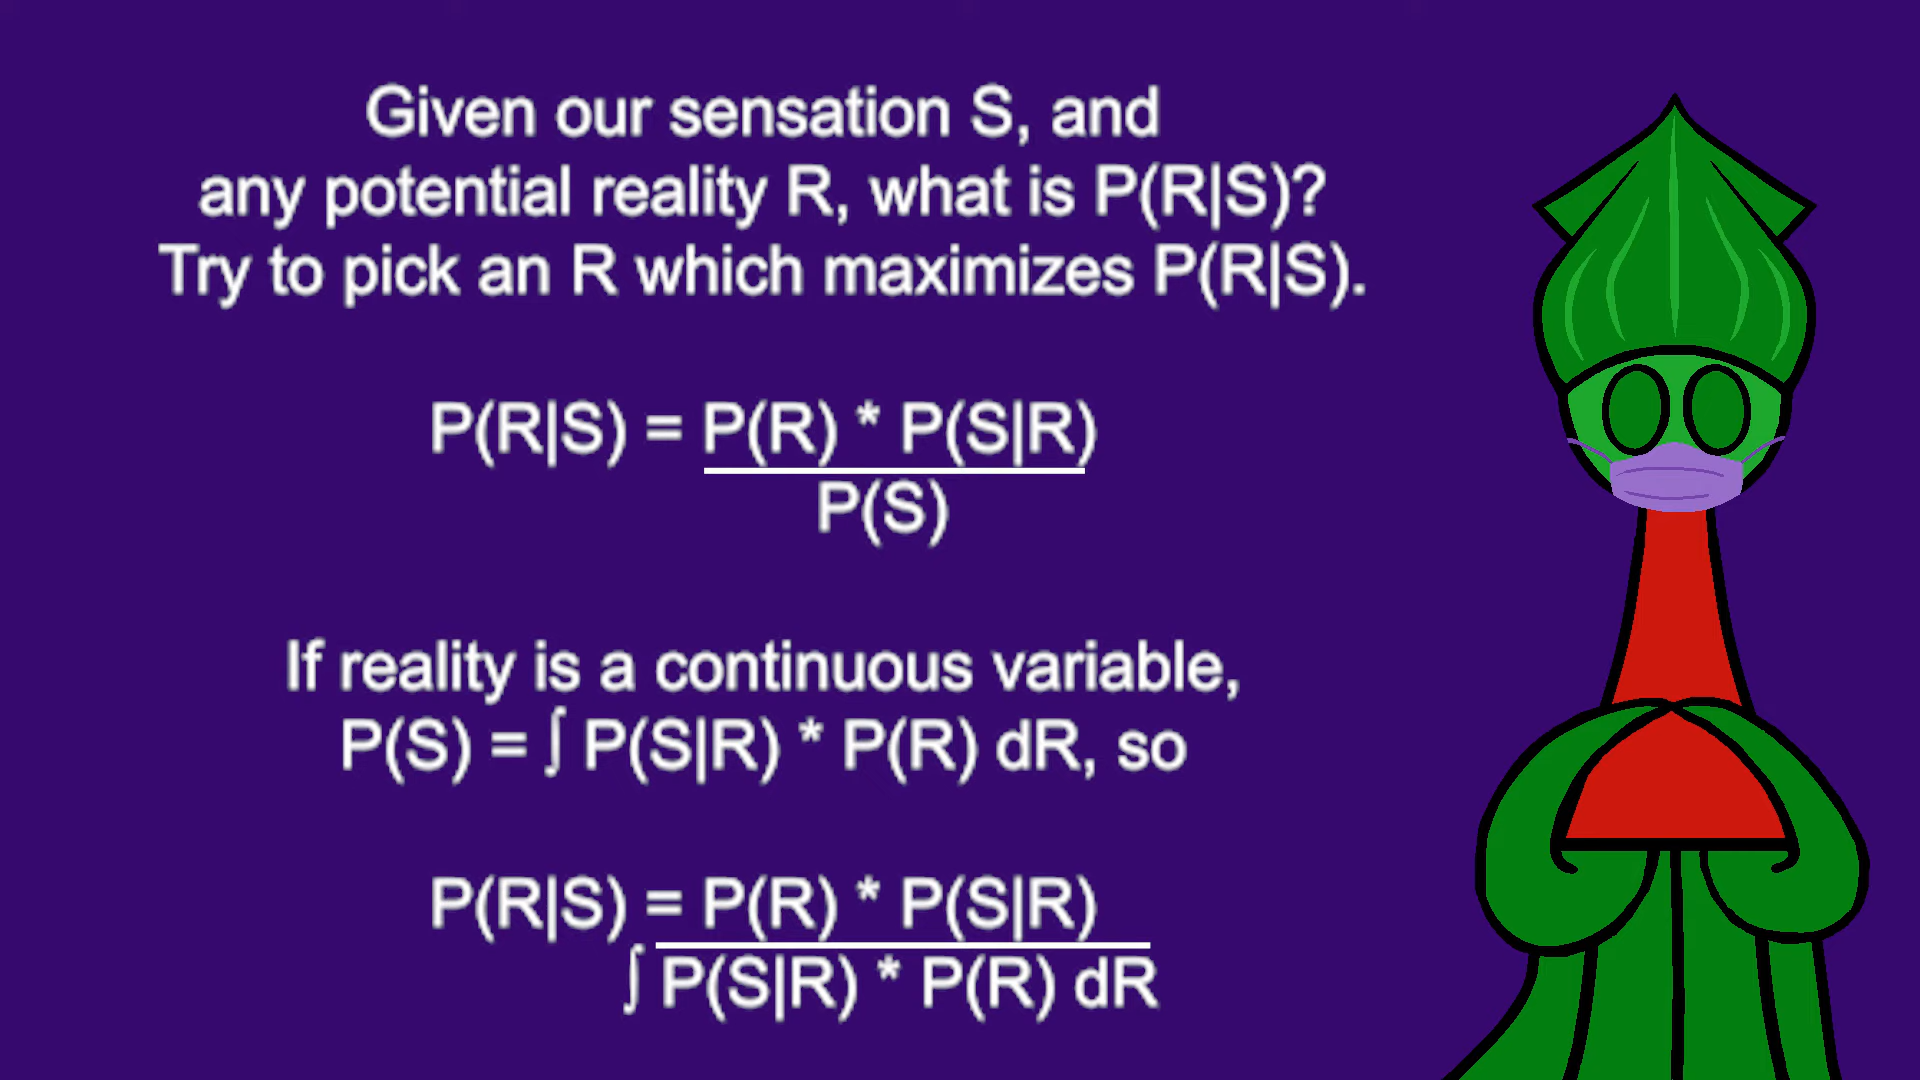 Given our sensation S, and
any potential reality R, what is P(R|S)?
Try to pick an R which maximizes P(R|S).
P(R|S) = P(R) * P(S|R)
P(S)
If reality is a continuous variable,
P(S) = ∫ P(S|R) * P(R) dR, so
P(R|S) = P(R) * P(S|R)
∫ P(S|R) * P(R) dR